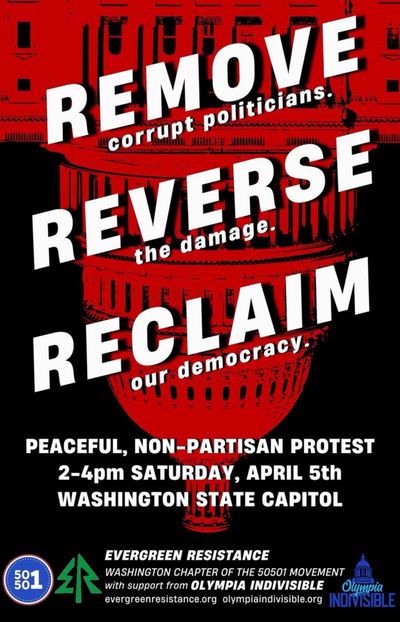 REMOVE
corrupt politicians.
REVERSE
the damage.
RECLAIM
our democracy.
PEACEFUL, NON-PARTISAN PROTEST
2-4pm SATURDAY, APRIL 5th
WASHINGTON STATE CAPITOL
50
50
1
ER
EVERGREEN RESISTANCE
WASHINGTON CHAPTER OF THE 50501 MOVEMENT
with support from OLYMPIA INDIVISIBLE
evergreenresistance.org olympiaindivisible.org
Olympia
INDIVISIBLE